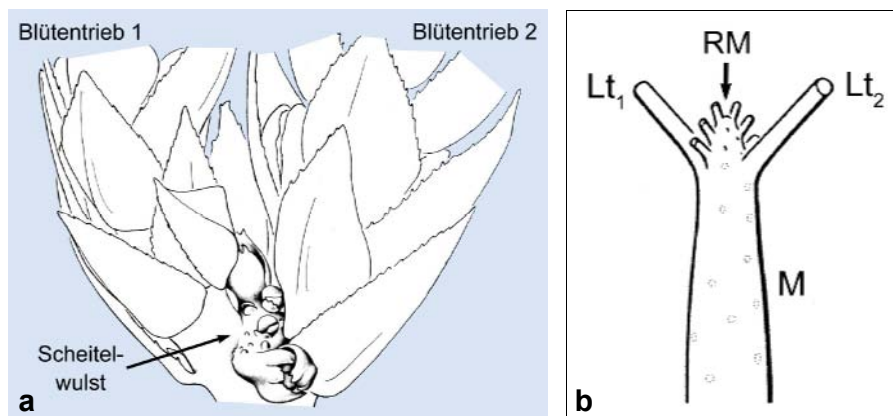 Blütentrieb 1
Blütentrieb 2
Scheitel-
wulst
a
RM
Lt₁
Lt₂
M
b